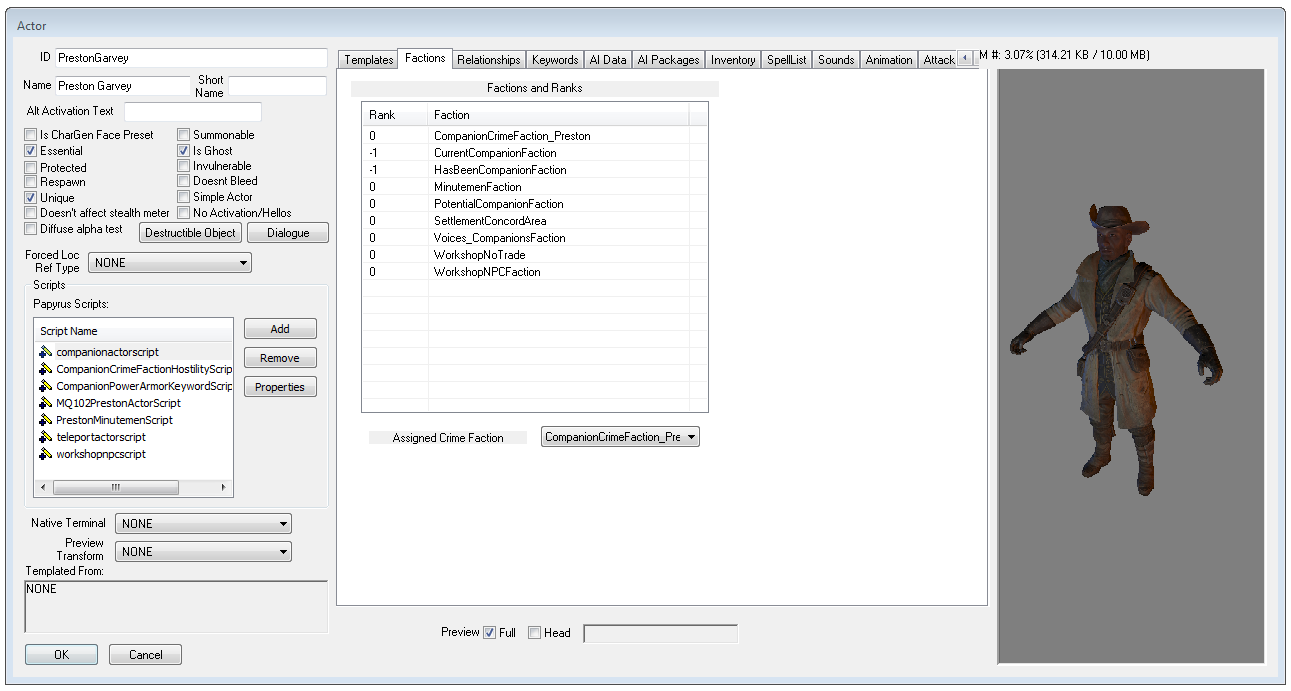 Actor
ID PrestonGarvey
Name Preston Garvey Short Name
Alt Activation Text
Is CharGen Face Preset Summonable
Essential Is Ghost
Protected Invulnerable
Respawn Doesnt Bleed
Unique Simple Actor
Doesn't affect stealth meter No Activation/Hellos
Diffuse alpha test Destructible Object Dialogue
Forced Loc Ref Type NONE
Scripts
Papyrus Scripts:
Script Name
companionactorscript
CompanionCrimeFactionHostilityScrip
CompanionPowerArmorKeywordScrip
MQ102PrestonActorScript
PrestonMinutemenScript
teleportactorscript
workshopnpcscript
Add
Remove
Properties
Native Terminal NONE
Preview Transform NONE
Templated From:
NONE
OK Cancel
Templates Factions Relationships Keywords AI Data AI Packages Inventory SpellList Sounds Animation Attack M #: 3.07% (314.21 KB / 10.00 MB)
Factions and Ranks
Rank Faction
0 CompanionCrimeFaction_Preston
-1 CurrentCompanionFaction
-1 HasBeenCompanionFaction
0 MinutemenFaction
0 PotentialCompanionFaction
0 SettlementConcordArea
0 Voices_CompanionsFaction
0 WorkshopNoTrade
0 WorkshopNPCFaction
Assigned Crime Faction CompanionCrimeFaction_Pre
Preview Full Head